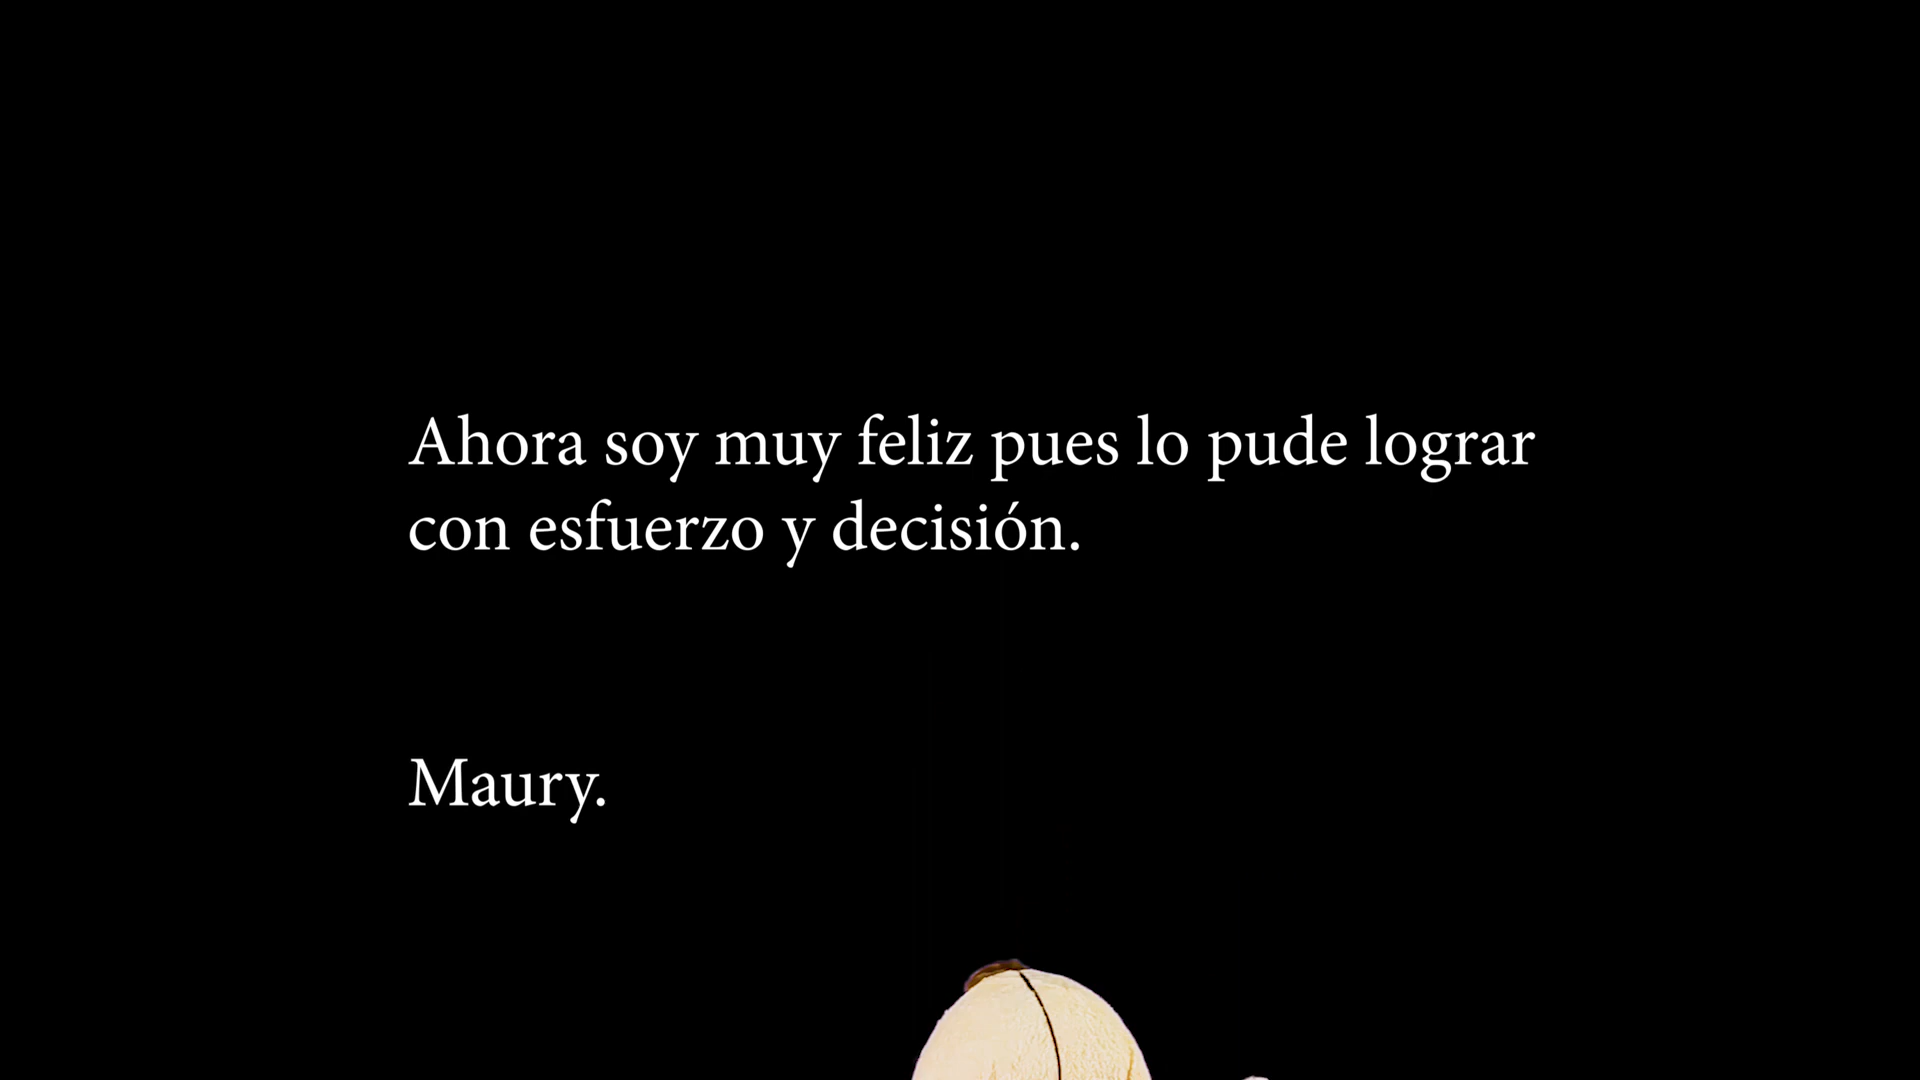 Ahora soy muy feliz pues lo pude lograr
con esfuerzo y decisión.
Maury.